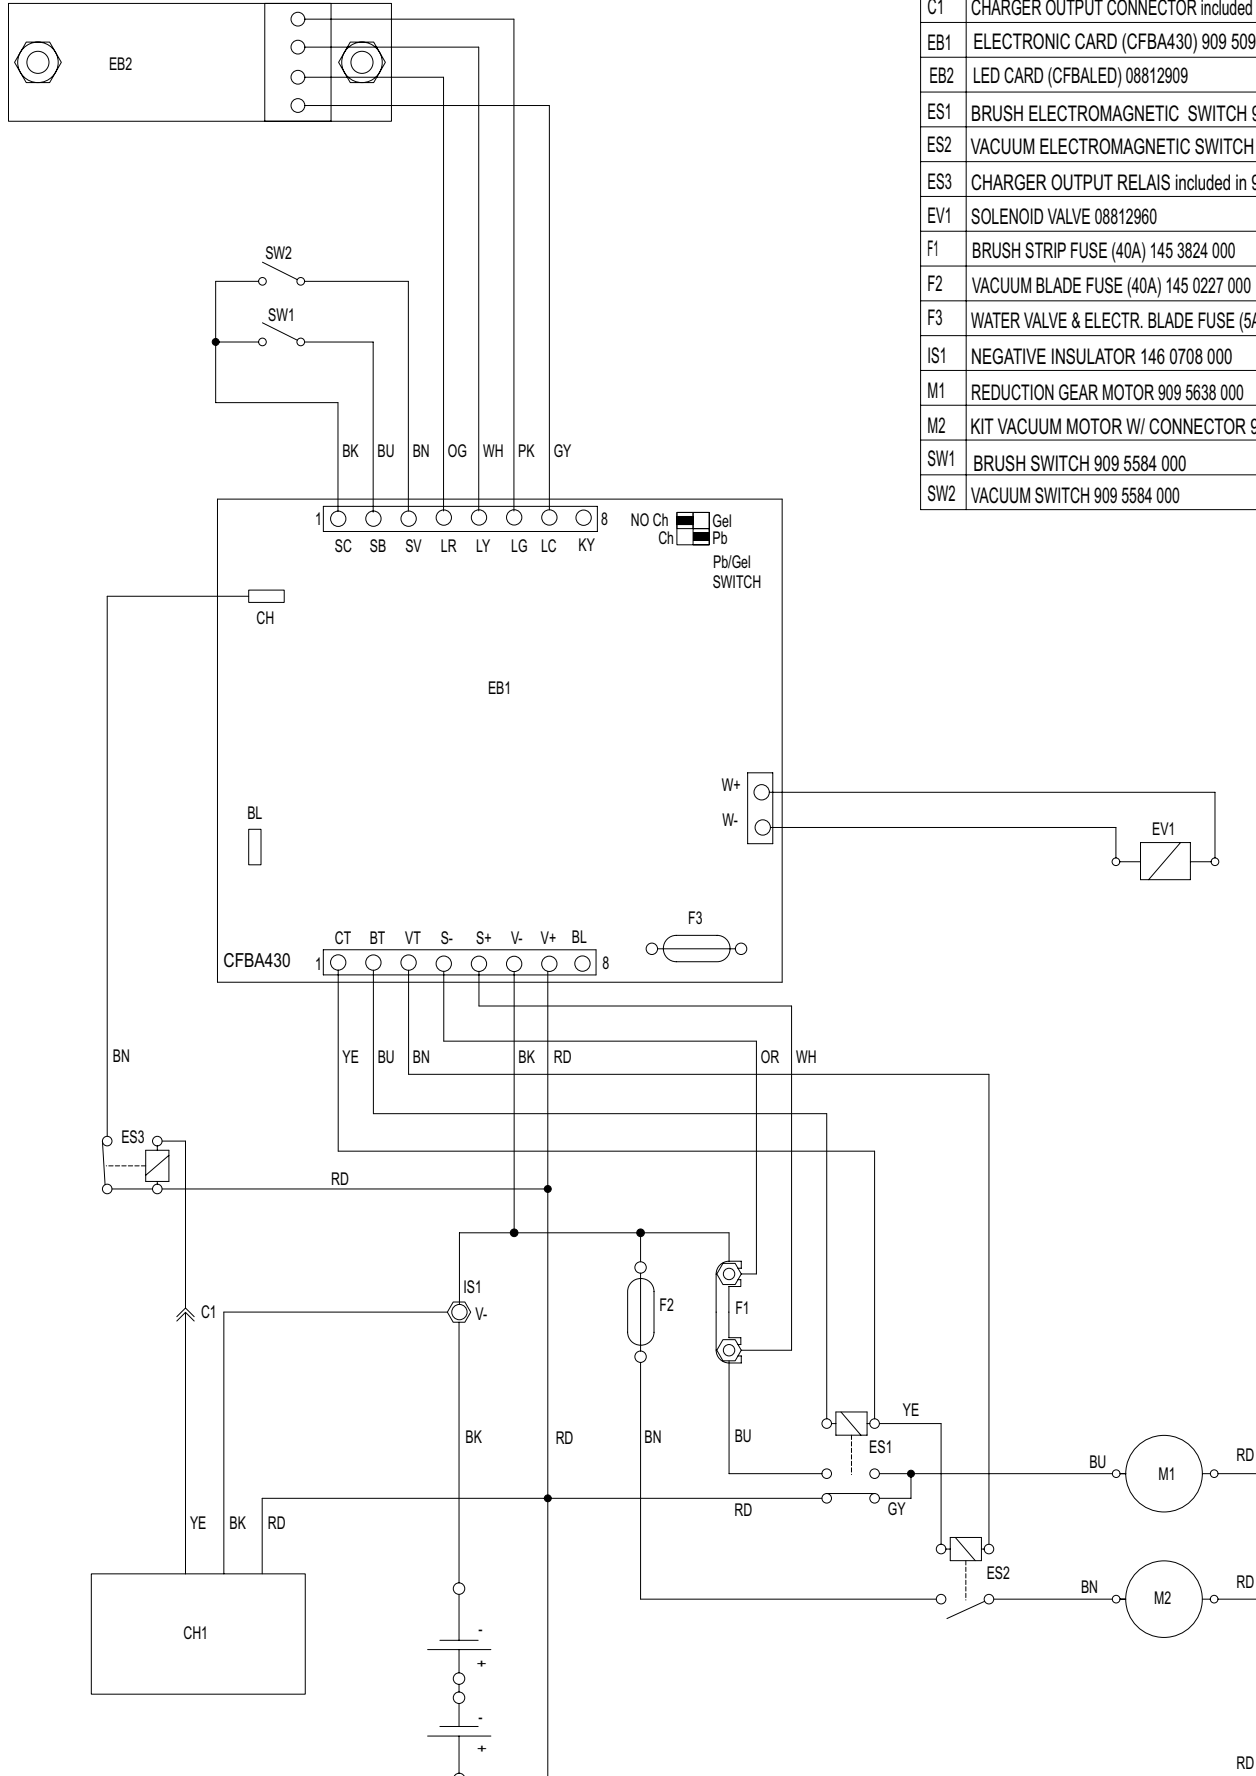 C1 CHARGER OUTPUT CONNECTOR included
EB1 ELECTRONIC CARD (CFBA430) 909 509
EB2 LED CARD (CFBALED) 08812909
ES1 BRUSH ELECTROMAGNETIC SWITCH 9
ES2 VACUUM ELECTROMAGNETIC SWITCH
ES3 CHARGER OUTPUT RELAIS included in 9
EV1 SOLENOID VALVE 08812960
F1 BRUSH STRIP FUSE (40A) 145 3824 000
F2 VACUUM BLADE FUSE (40A) 145 0227 000
F3 WATER VALVE & ELECTR. BLADE FUSE (5A
IS1 NEGATIVE INSULATOR 146 0708 000
M1 REDUCTION GEAR MOTOR 909 5638 000
M2 KIT VACUUM MOTOR W/ CONNECTOR 9
SW1 BRUSH SWITCH 909 5584 000
SW2 VACUUM SWITCH 909 5584 000
EB2
SW2
SW1
BK BU BN OG WH PK GY
1 8
SC SB SV LR LY LG LC KY
NO Ch Gel
Ch Pb
Pb/Gel
SWITCH
CH
EB1
W+
W-
BL
EV1
F3
CT BT VT S- S+ V- V+ BL
CFBA430 1 8
BN YE BU BN BK RD OR WH
ES3
RD
IS1
C1 V- F2 F1
YE
BK RD BN BU ES1
BU M1 RD
RD GY
YE BK RD
ES2
BN M2 RD
CH1
-
+
-
+
RD